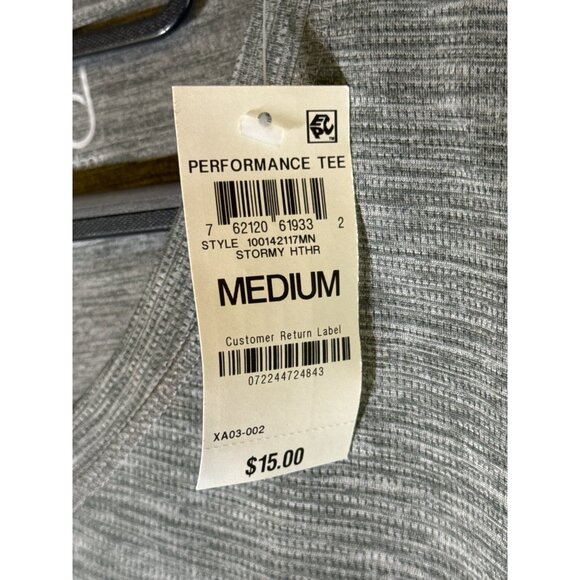 PERFORMANCE TEE
7 62120 61933 2
STYLE 100142117MN
STORMY HTHR
MEDIUM
Customer Return Label
072244724843
XA03-002
$15.00